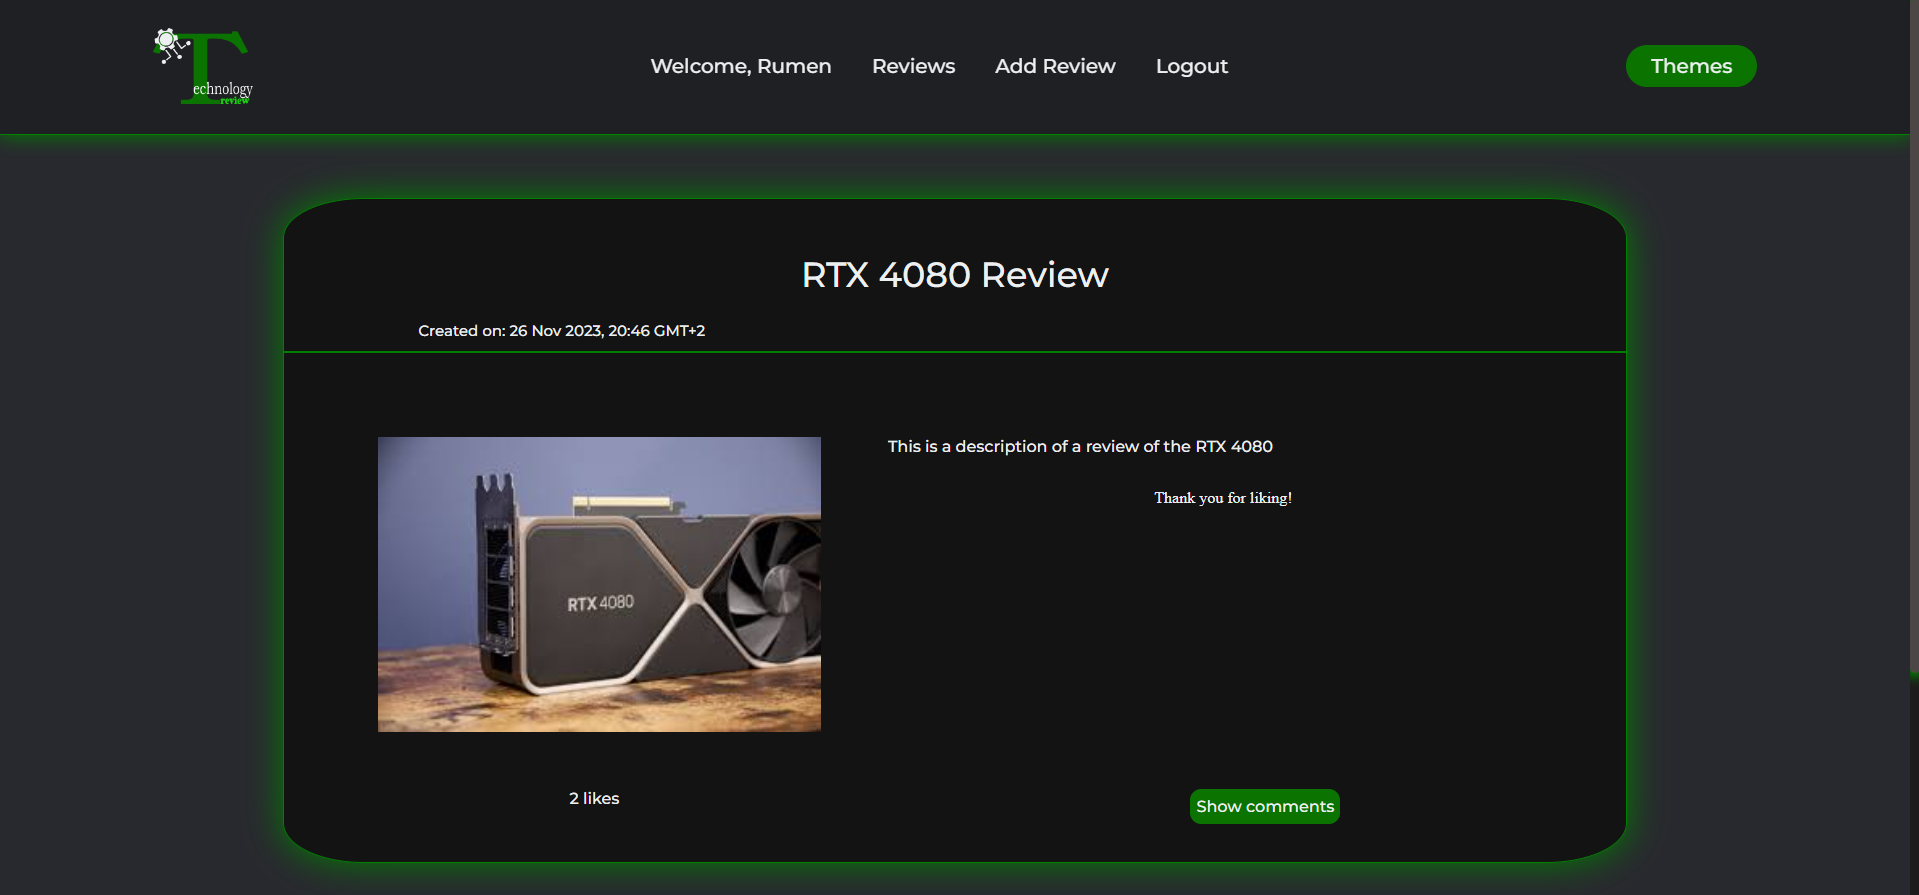 Technology
review
Welcome, Rumen
Reviews
Add Review
Logout
Themes
RTX 4080 Review
Created on: 26 Nov 2023, 20:46 GMT+2
RTX 4080
This is a description of a review of the RTX 4080
Thank you for liking!
2 likes
Show comments